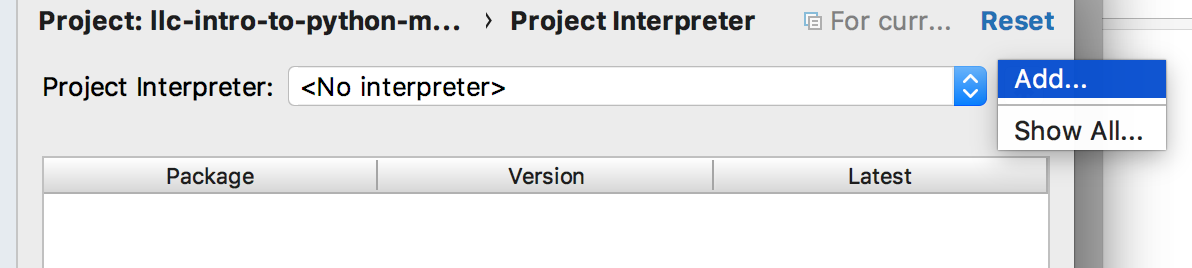 Project: llc-intro-to-python-m... › Project Interpreter For curr... Reset
Project Interpreter: <No interpreter> Add...
Show All...
Package Version Latest